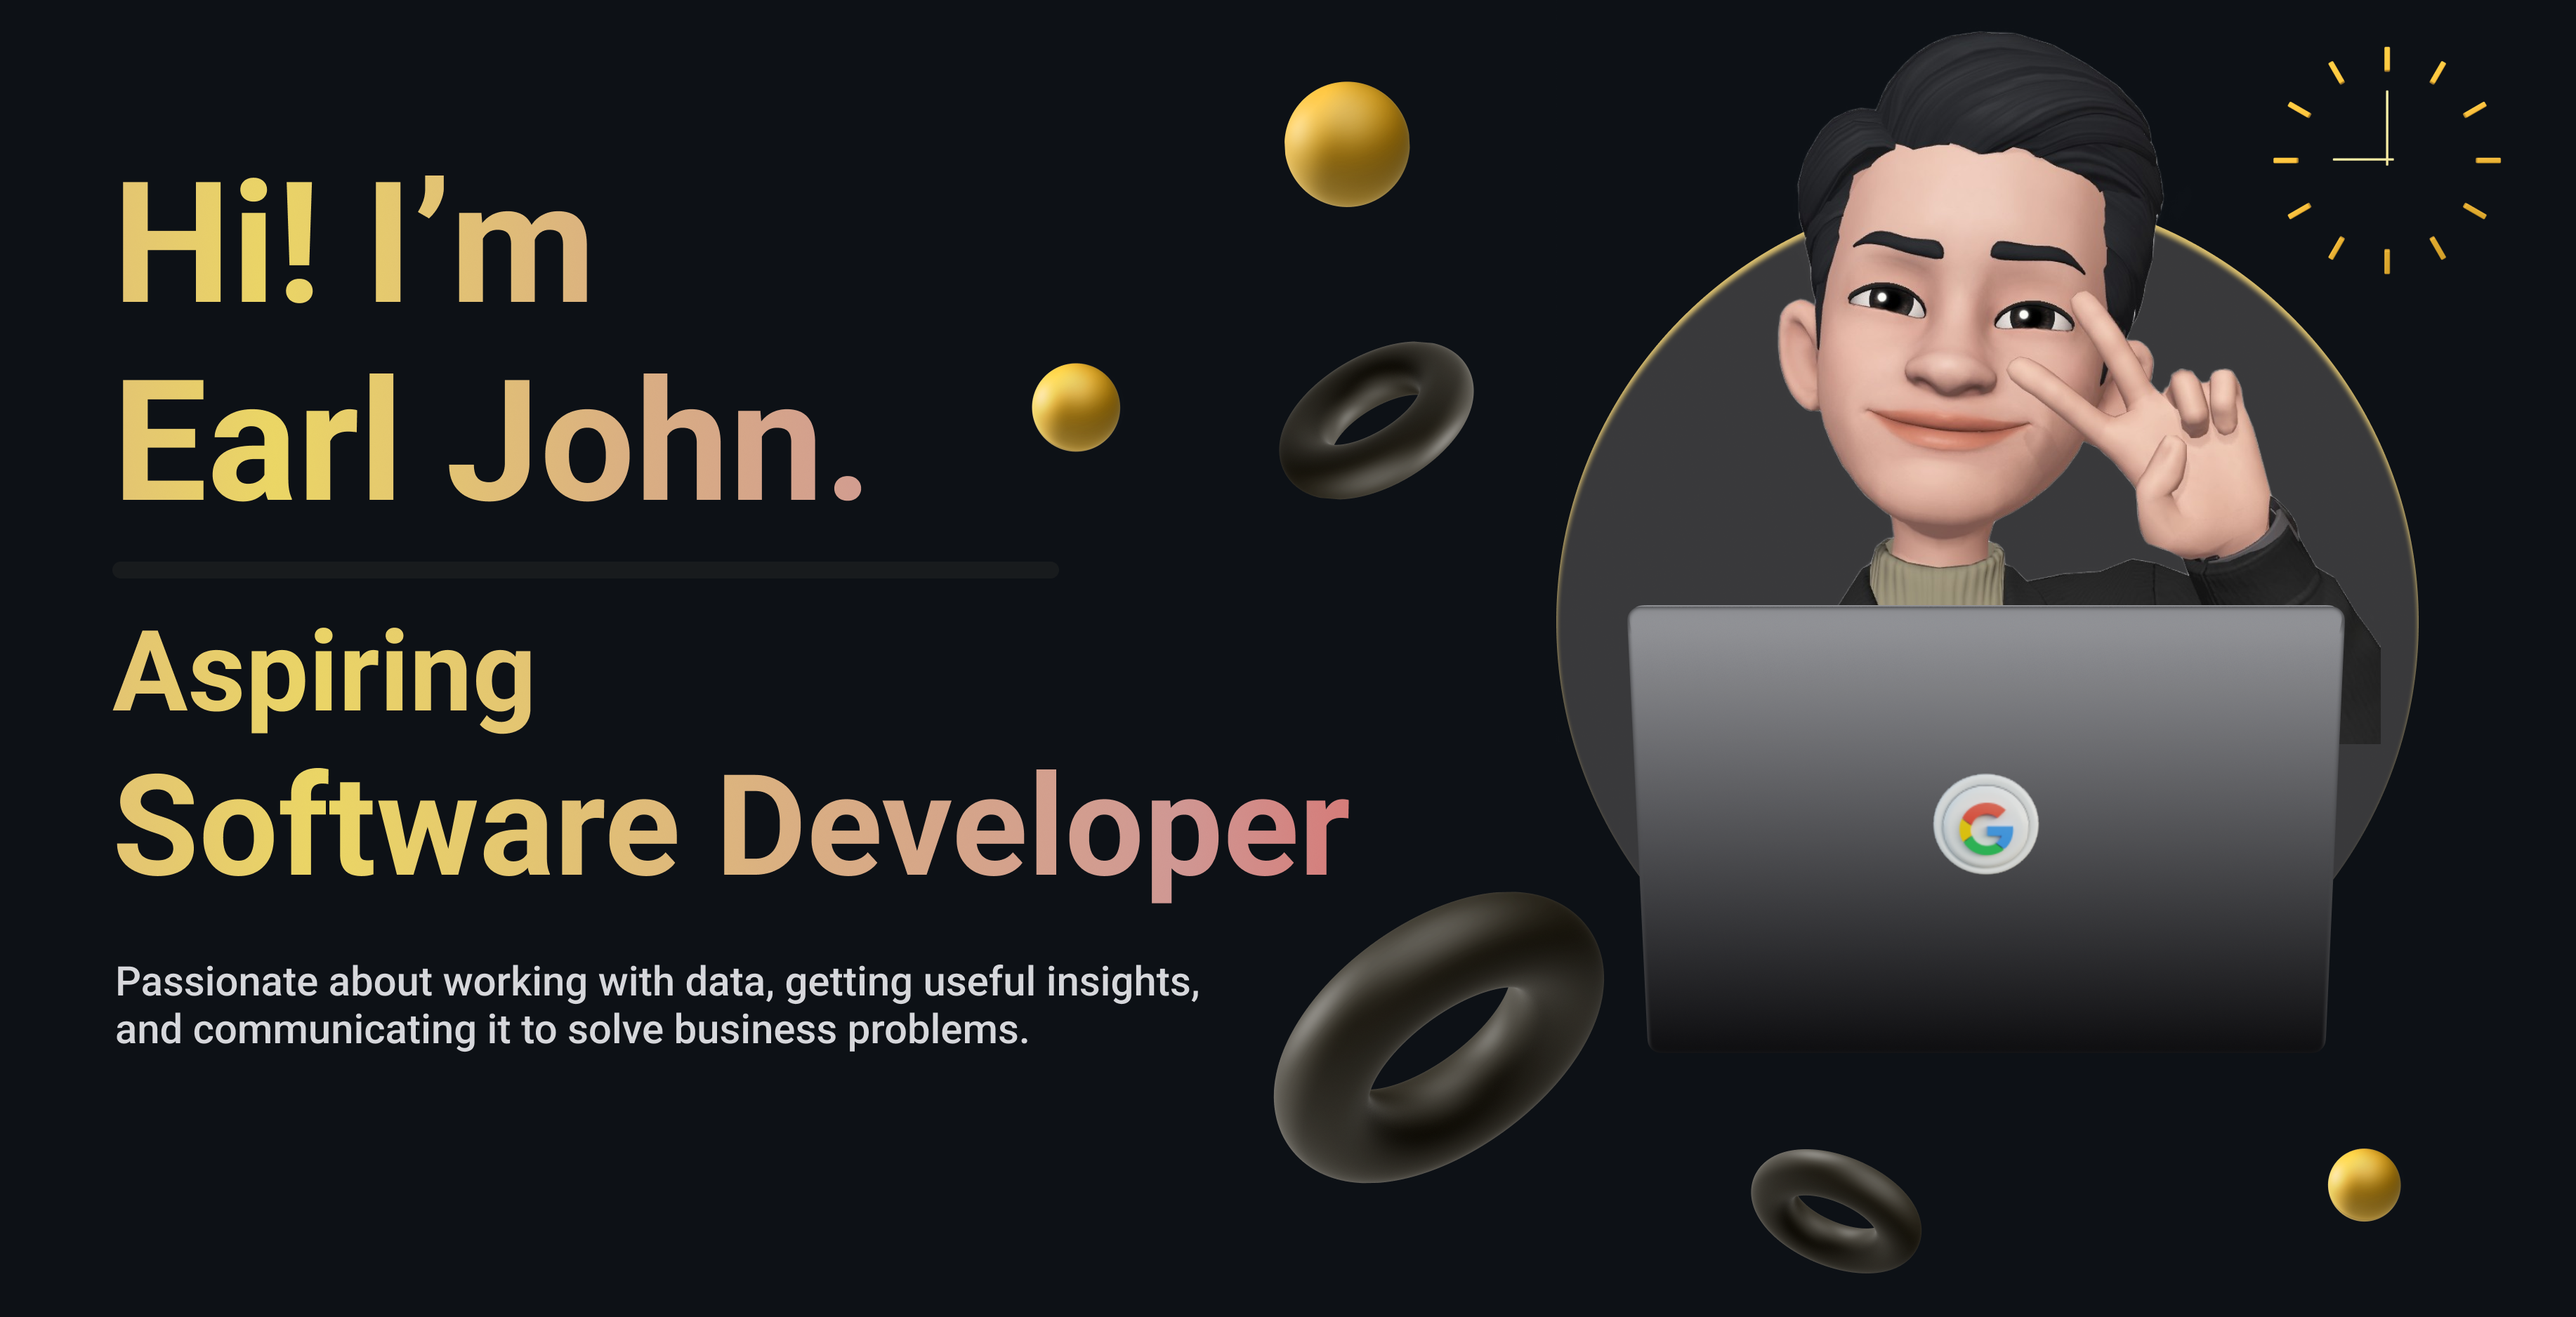 Hi! I’m
Earl John.
Aspiring
Software Developer
Passionate about working with data, getting useful insights,
and communicating it to solve business problems.
G